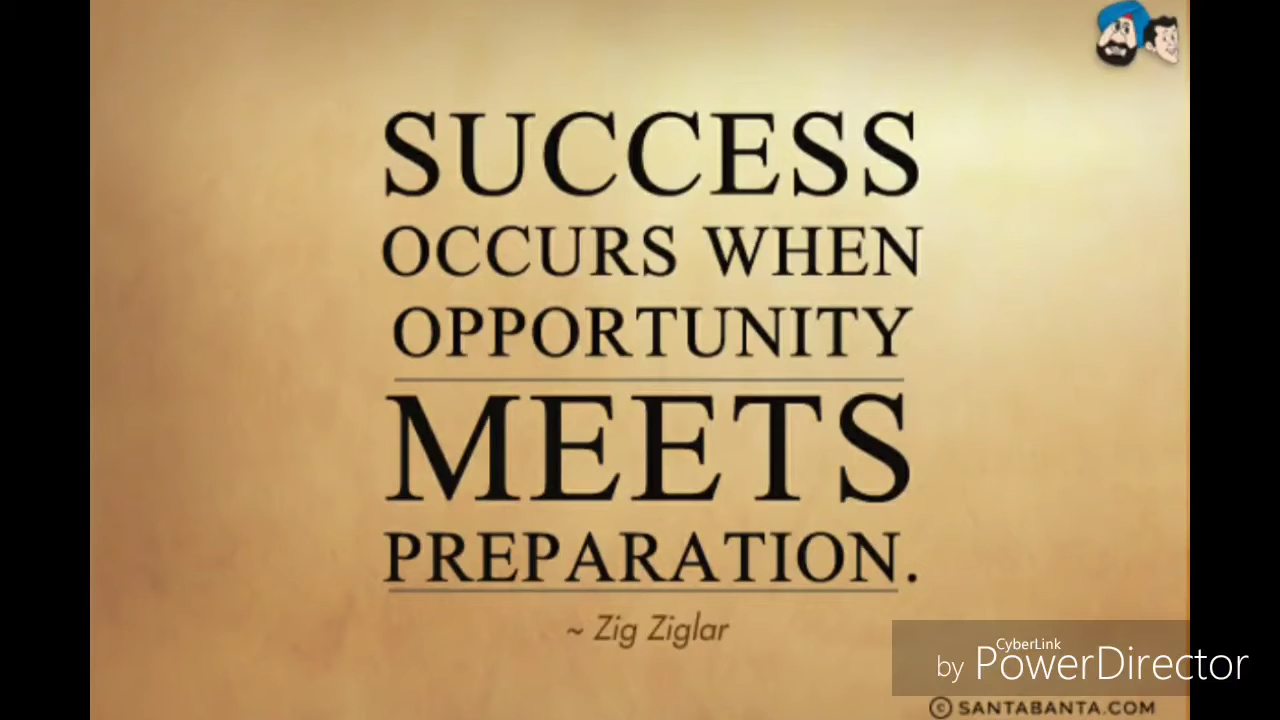 SUCCESS
OCCURS WHEN
OPPORTUNITY
MEETS
PREPARATION.
~ Zig Ziglar
CyberLink
by PowerDirector
© SANTABANTA.COM